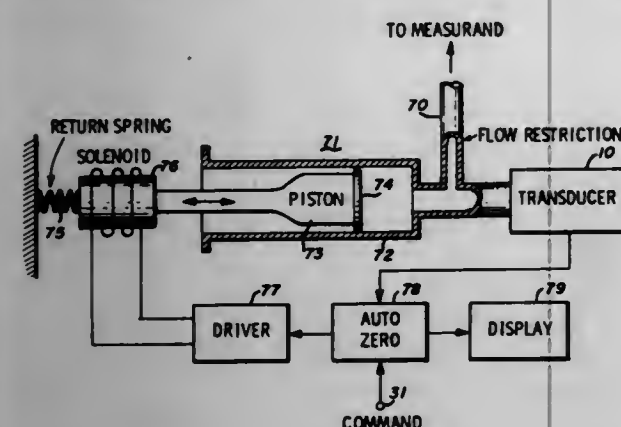 TO MEASURAND
70
FLOW RESTRICTION
10
TRANSDUCER
RETURN SPRING
SOLENOID
76
71
PISTON
74
75
73
72
77
DRIVER
78
AUTO
ZERO
79
DISPLAY
31
COMMAND